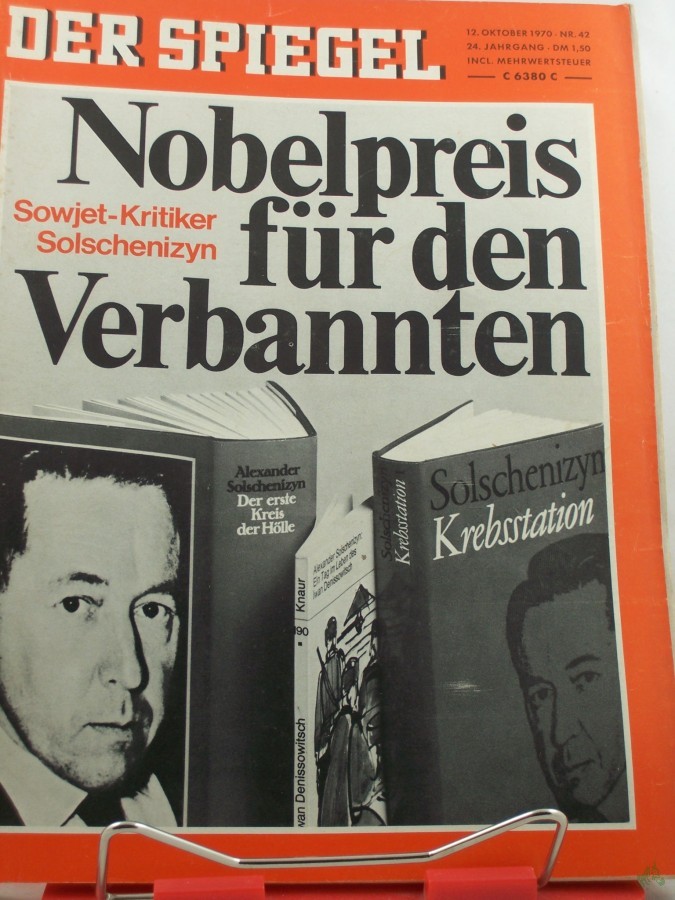 DER SPIEGEL
12. OKTOBER 1970 · NR. 42
24. JAHRGANG · DM 1,50
INCL. MEHRWERTSTEUER
C 6380 C
Nobelpreis
für den
Verbannten
Sowjet-Kritiker
Solschenizyn
Alexander
Solschenizyn
Der erste
Kreis
der Hölle
Knaur
Alexander Solschenizyn:
Ein Tag im Leben des
Iwan Denissowitsch
190
wan Denissowitsch
Solschenizyn
Krebsstation
Solschenizyn
Krebsstation